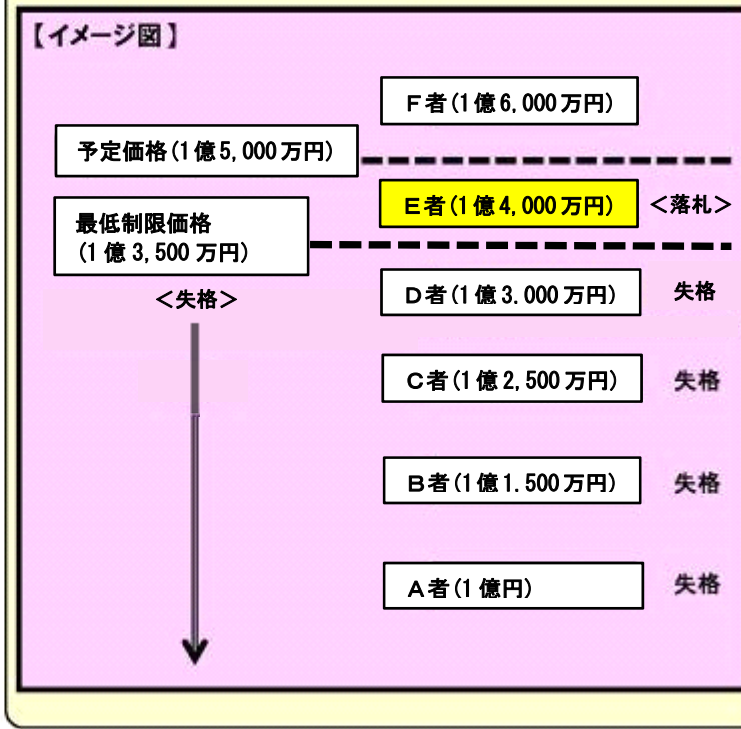 【イメージ図】
F者(1億6,000万円)
予定価格(1億5,000万円)
E者(1億4,000万円)
<落札>
最低制限価格
(1億3,500万円)
<失格>
D者(1億3.000万円)
失格
C者(1億2,500万円)
失格
B者(1億1.500万円)
失格
A者(1億円)
失格